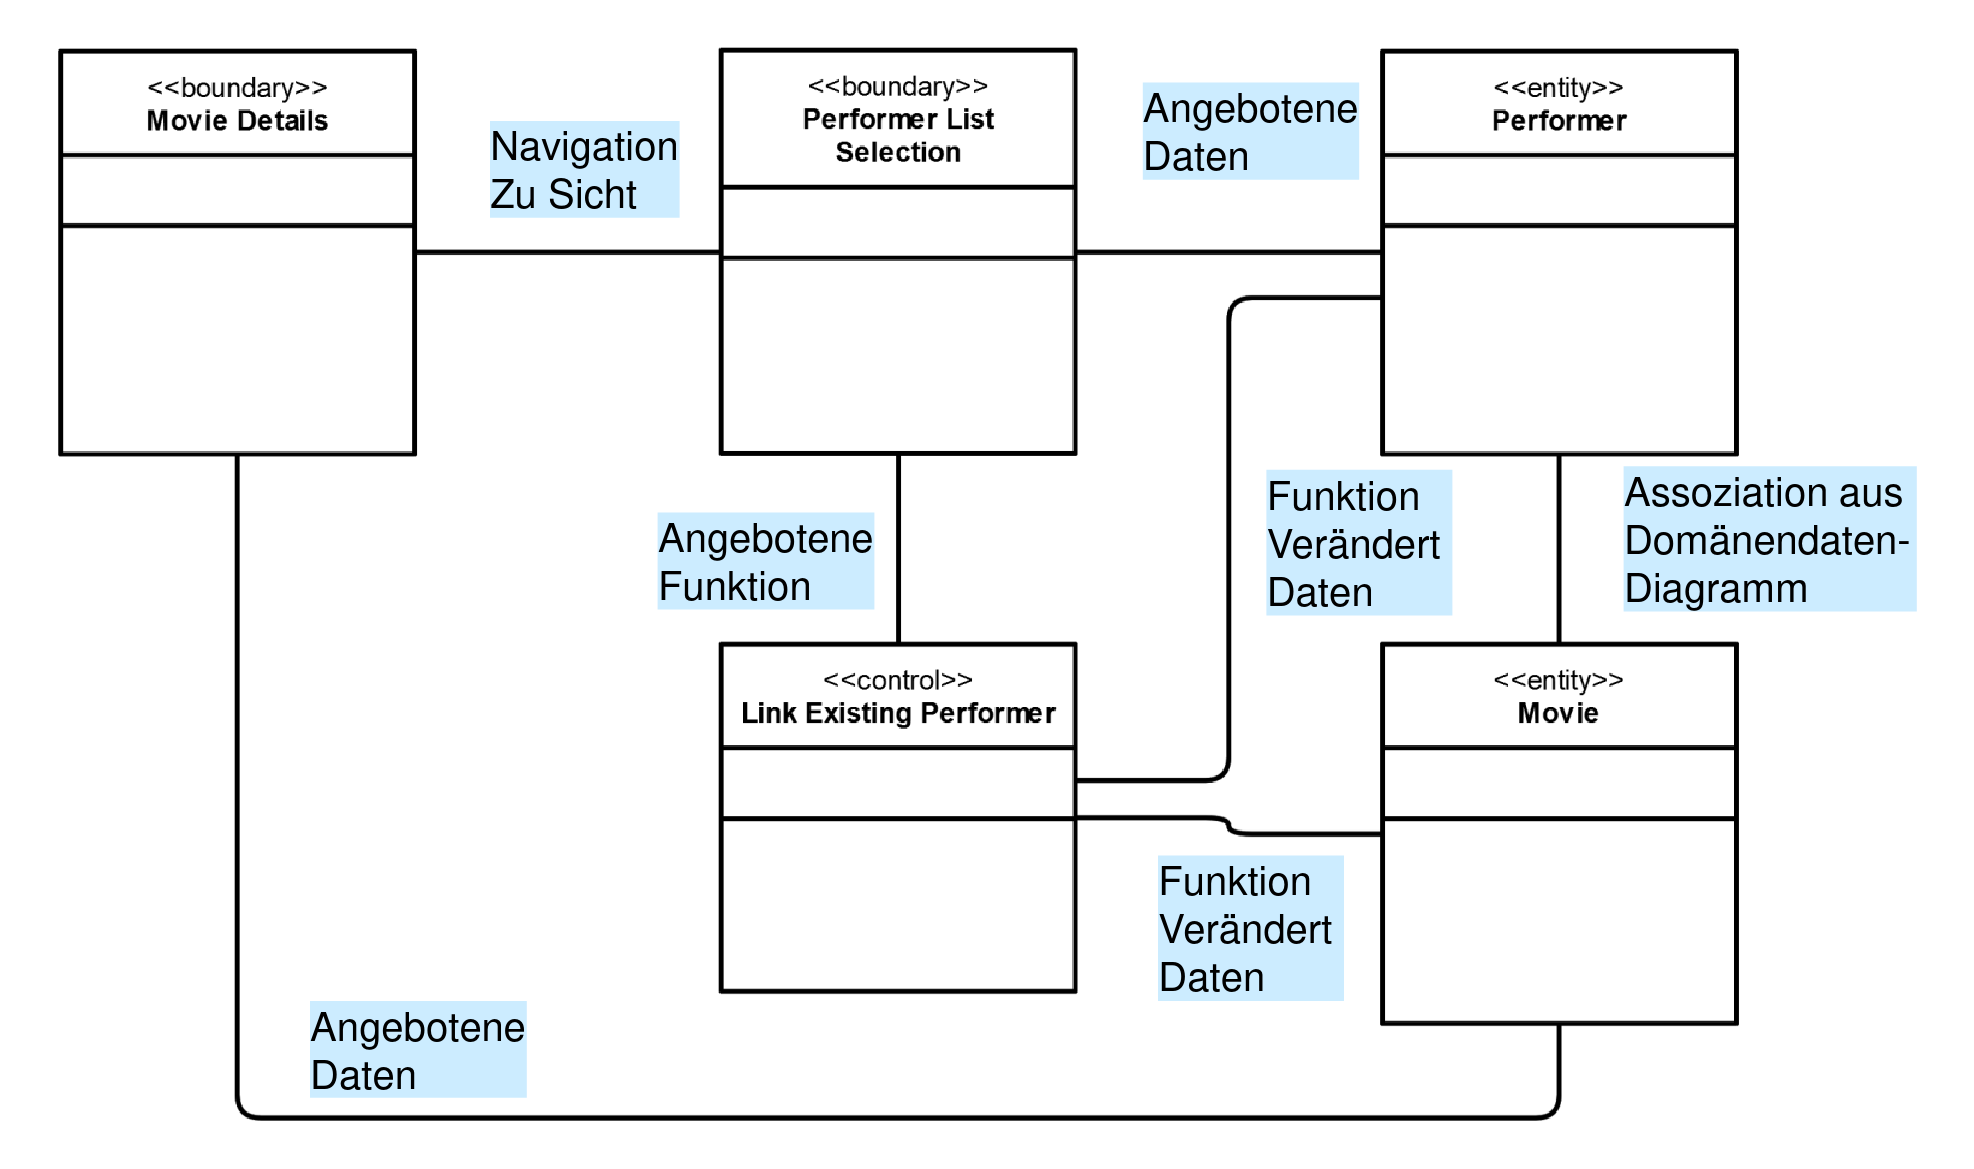 <<boundary>>
Movie Details
Navigation
Zu Sicht
<<boundary>>
Performer List
Selection
Angebotene
Daten
<<entity>>
Performer
Angebotene
Funktion
Funktion
Verändert
Daten
Assoziation aus
Domänendaten-
Diagramm
<<control>>
Link Existing Performer
<<entity>>
Movie
Funktion
Verändert
Daten
Angebotene
Daten